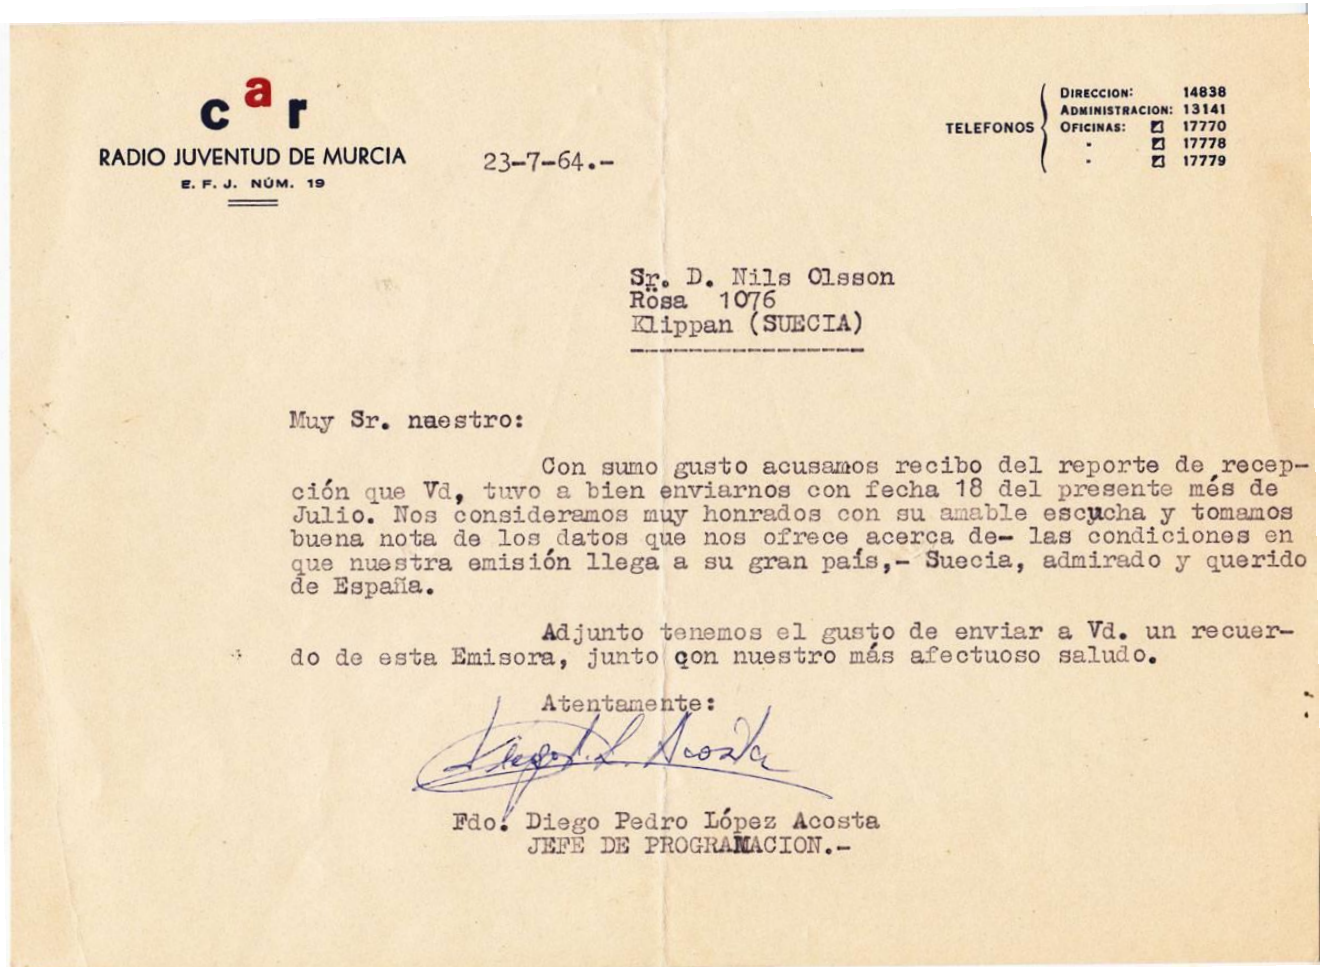 car
RADIO JUVENTUD DE MURCIA
E. F. J. NÚM. 19
23-7-64.-
TELEFONOS
DIRECCION: 14838
ADMINISTRACION: 13141
OFICINAS: 17770
" 17778
" 17779
Sr. D. Nils Olsson
Rösa 1076
Klippan (SUECIA)
Muy Sr. nuestro:
Con sumo gusto acusamos recibo del reporte de recep-
ción que Vd, tuvo a bien enviarnos con fecha 18 del presente més de
Julio. Nos consideramos muy honrados con su amable escucha y tomamos
buena nota de los datos que nos ofrece acerca de- las condiciones en
que nuestra emisión llega a su gran país,- Suecia, admirado y querido
de España.
Adjunto tenemos el gusto de enviar a Vd. un recuer-
do de esta Emisora, junto con nuestro más afectuoso saludo.
Atentamente:
Diego P. L. Acosta
Fdo: Diego Pedro López Acosta
JEFE DE PROGRAMACION.-